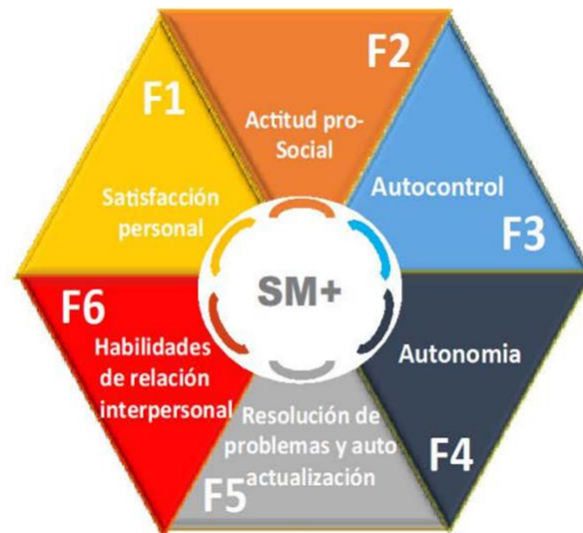 F1
Satisfacción
personal
F2
Actitud pro-
Social
Autocontrol
F3
Autonomia
F4
Resolución de
problemas y auto
actualización
F5
F6
Habilidades
de relación
interpersonal
SM+